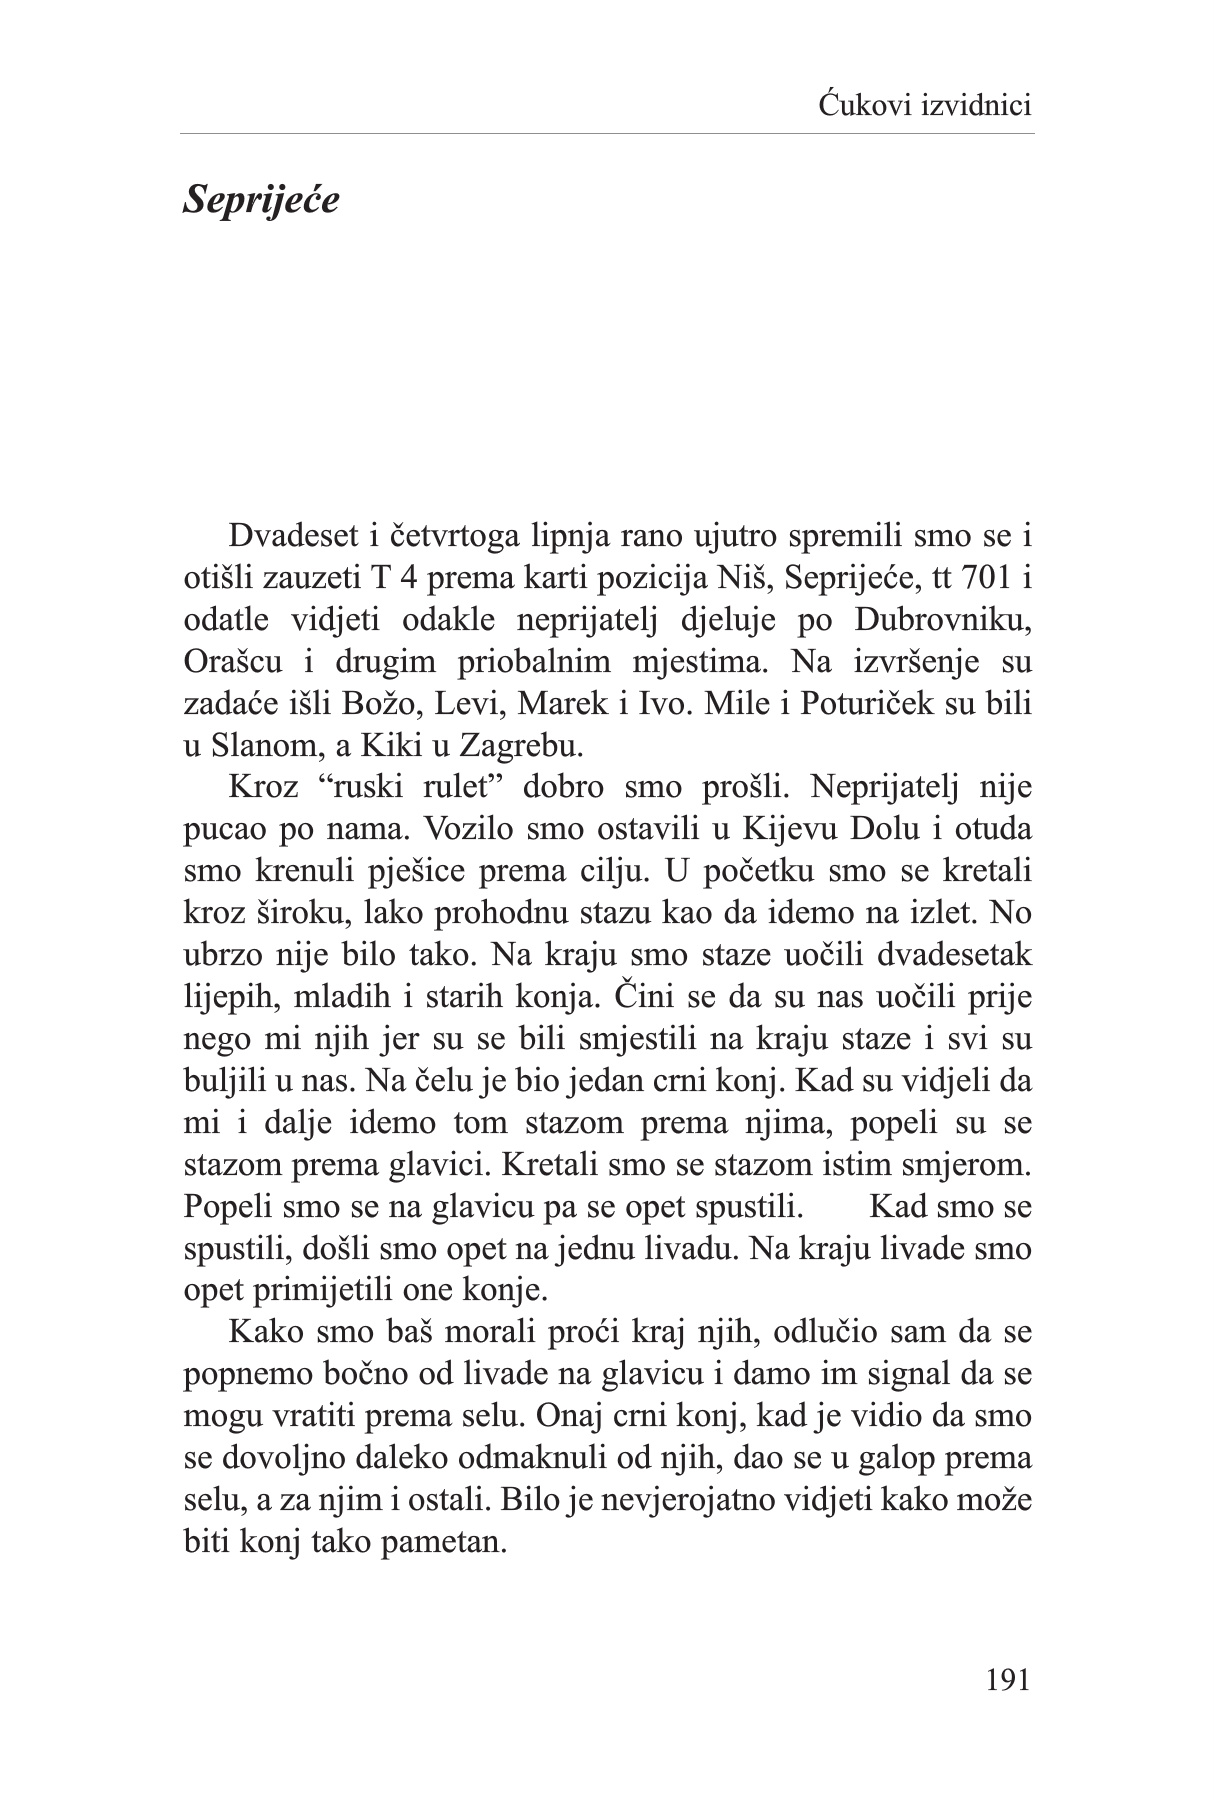 Ćukovi izvidnici
Seprijeće
Dvadeset i četvrtoga lipnja rano ujutro spremili smo se i
otišli zauzeti T 4 prema karti pozicija Niš, Seprijeće, tt 701 i
odatle vidjeti odakle neprijatelj djeluje po Dubrovniku,
Orašcu i drugim priobalnim mjestima. Na izvršenje su
zadaće išli Božo, Levi, Marek i Ivo. Mile i Poturiček su bili
u Slanom, a Kiki u Zagrebu.
Kroz “ruski rulet” dobro smo prošli. Neprijatelj nije
pucao po nama. Vozilo smo ostavili u Kijevu Dolu i otuda
smo krenuli pješice prema cilju. U početku smo se kretali
kroz široku, lako prohodnu stazu kao da idemo na izlet. No
ubrzo nije bilo tako. Na kraju smo staze uočili dvadesetak
lijepih, mladih i starih konja. Čini se da su nas uočili prije
nego mi njih jer su se bili smjestili na kraju staze i svi su
buljili u nas. Na čelu je bio jedan crni konj. Kad su vidjeli da
mi i dalje idemo tom stazom prema njima, popeli su se
stazom prema glavici. Kretali smo se stazom istim smjerom.
Popeli smo se na glavicu pa se opet spustili. Kad smo se
spustili, došli smo opet na jednu livadu. Na kraju livade smo
opet primijetili one konje.
Kako smo baš morali proći kraj njih, odlučio sam da se
popnemo bočno od livade na glavicu i damo im signal da se
mogu vratiti prema selu. Onaj crni konj, kad je vidio da smo
se dovoljno daleko odmaknuli od njih, dao se u galop prema
selu, a za njim i ostali. Bilo je nevjerojatno vidjeti kako može
biti konj tako pametan.
191